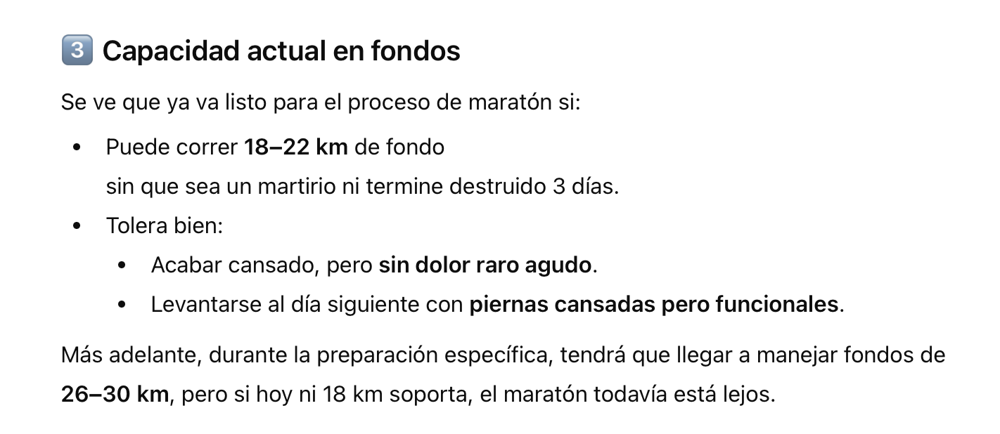 3️⃣ Capacidad actual en fondos
Se ve que ya va listo para el proceso de maratón si:
• Puede correr 18–22 km de fondo
sin que sea un martirio ni termine destruido 3 días.
• Tolera bien:
• Acabar cansado, pero sin dolor raro agudo.
• Levantarse al día siguiente con piernas cansadas pero funcionales.
Más adelante, durante la preparación específica, tendrá que llegar a manejar fondos de
26–30 km, pero si hoy ni 18 km soporta, el maratón todavía está lejos.